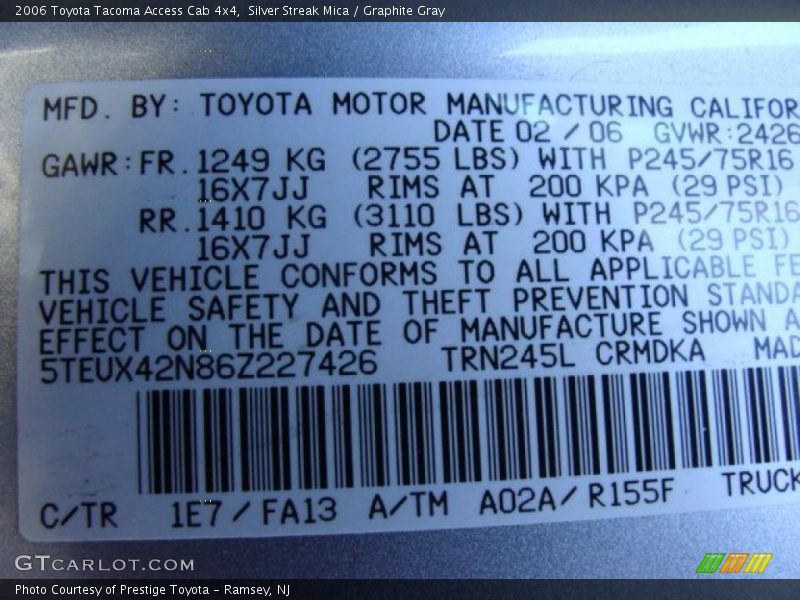 2006 Toyota Tacoma Access Cab 4x4,  Silver Streak Mica / Graphite Gray
MFD. BY: TOYOTA MOTOR MANUFACTURING CALIFOR
DATE 02 / 06 GVWR:2426
GAWR:FR. 1249 KG (2755 LBS) WITH P245/75R16
16X7JJ RIMS AT 200 KPA (29 PSI)
RR. 1410 KG (3110 LBS) WITH P245/75R16
16X7JJ RIMS AT 200 KPA (29 PSI)
THIS VEHICLE CONFORMS TO ALL APPLICABLE FE
VEHICLE SAFETY AND THEFT PREVENTION STANDA
EFFECT ON THE DATE OF MANUFACTURE SHOWN A
5TEUX42N86Z227426 TRN245L CRMDKA MAD
C/TR 1E7 / FA13 A/TM A02A / R155F TRUCK
GTCARLOT.COM
Photo Courtesy of Prestige Toyota - Ramsey, NJ